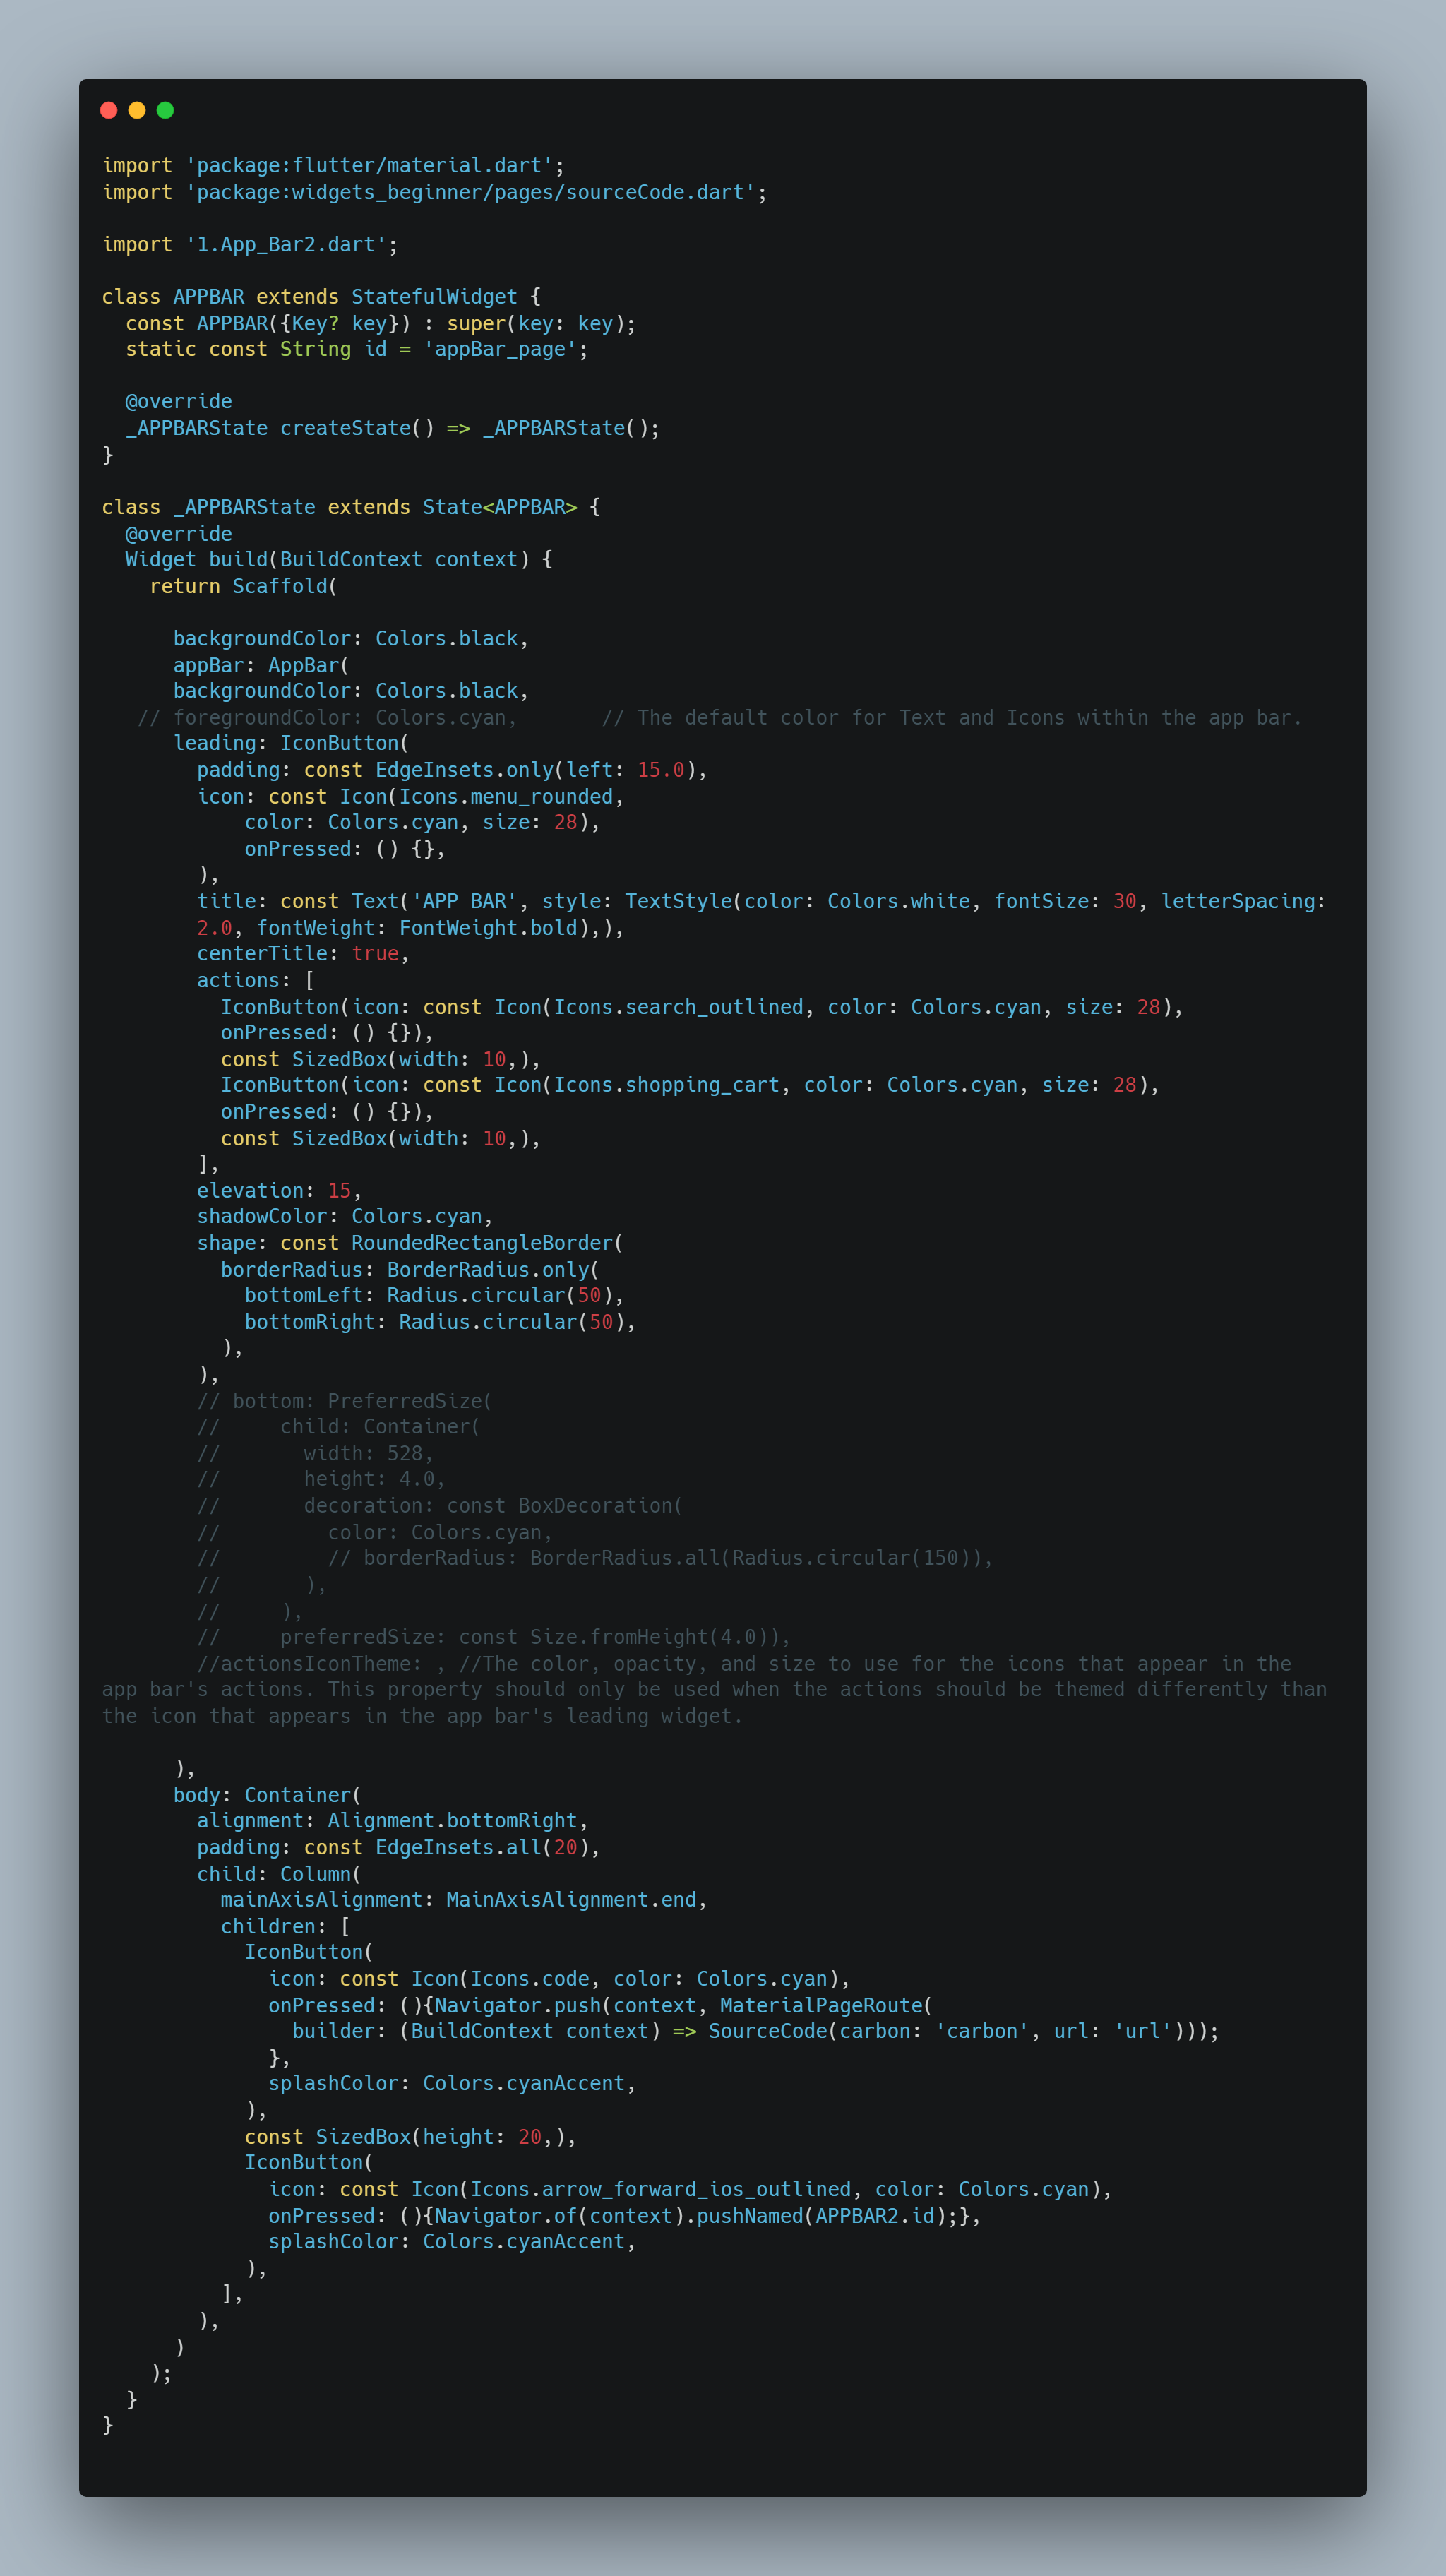 import 'package:flutter/material.dart';
import 'package:widgets_beginner/pages/sourceCode.dart';

import '1.App_Bar2.dart';

class APPBAR extends StatefulWidget {
  const APPBAR({Key? key}) : super(key: key);
  static const String id = 'appBar_page';

  @override
  _APPBARState createState() => _APPBARState();
}

class _APPBARState extends State<APPBAR> {
  @override
  Widget build(BuildContext context) {
    return Scaffold(

      backgroundColor: Colors.black,
      appBar: AppBar(
      backgroundColor: Colors.black,
   // foregroundColor: Colors.cyan,       // The default color for Text and Icons within the app bar.
      leading: IconButton(
        padding: const EdgeInsets.only(left: 15.0),
        icon: const Icon(Icons.menu_rounded,
            color: Colors.cyan, size: 28),
            onPressed: () {},
        ),
        title: const Text('APP BAR', style: TextStyle(color: Colors.white, fontSize: 30, letterSpacing:
        2.0, fontWeight: FontWeight.bold),),
        centerTitle: true,
        actions: [
          IconButton(icon: const Icon(Icons.search_outlined, color: Colors.cyan, size: 28),
          onPressed: () {}),
          const SizedBox(width: 10,),
          IconButton(icon: const Icon(Icons.shopping_cart, color: Colors.cyan, size: 28),
          onPressed: () {}),
          const SizedBox(width: 10,),
        ],
        elevation: 15,
        shadowColor: Colors.cyan,
        shape: const RoundedRectangleBorder(
          borderRadius: BorderRadius.only(
            bottomLeft: Radius.circular(50),
            bottomRight: Radius.circular(50),
          ),
        ),
        // bottom: PreferredSize(
        //     child: Container(
        //       width: 528,
        //       height: 4.0,
        //       decoration: const BoxDecoration(
        //         color: Colors.cyan,
        //         // borderRadius: BorderRadius.all(Radius.circular(150)),
        //       ),
        //     ),
        //     preferredSize: const Size.fromHeight(4.0)),
        //actionsIconTheme: , //The color, opacity, and size to use for the icons that appear in the
app bar's actions. This property should only be used when the actions should be themed differently than
the icon that appears in the app bar's leading widget.

      ),
      body: Container(
        alignment: Alignment.bottomRight,
        padding: const EdgeInsets.all(20),
        child: Column(
          mainAxisAlignment: MainAxisAlignment.end,
          children: [
            IconButton(
              icon: const Icon(Icons.code, color: Colors.cyan),
              onPressed: (){Navigator.push(context, MaterialPageRoute(
                builder: (BuildContext context) => SourceCode(carbon: 'carbon', url: 'url')));
              },
              splashColor: Colors.cyanAccent,
            ),
            const SizedBox(height: 20,),
            IconButton(
              icon: const Icon(Icons.arrow_forward_ios_outlined, color: Colors.cyan),
              onPressed: (){Navigator.of(context).pushNamed(APPBAR2.id);},
              splashColor: Colors.cyanAccent,
            ),
          ],
        ),
      )
    );
  }
}